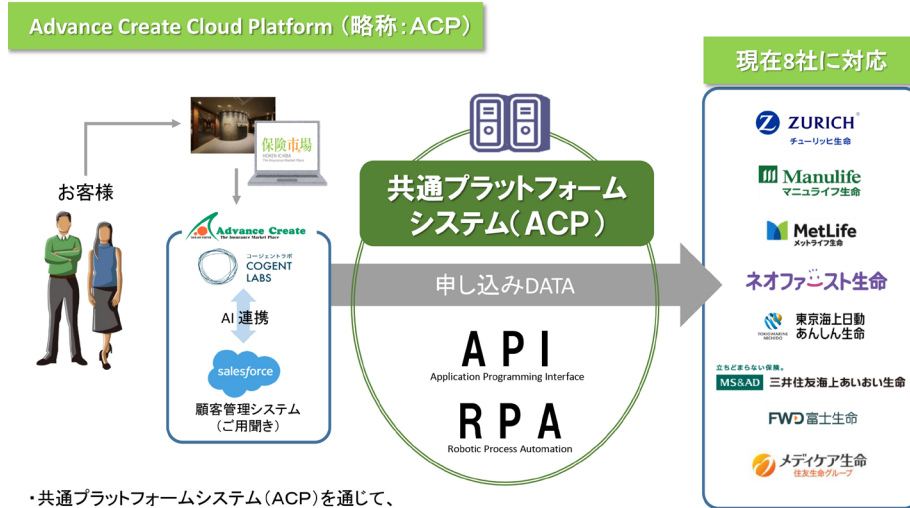 Advance Create Cloud Platform（略称：ACP）
現在8社に対応
お客様
保険市場
HOKEN ICHIBA
The Insurance Market Place
Advance Create
The Insurance Market Place
コージェントラボ
COGENT
LABS
AI 連携
salesforce
顧客管理システム
（ご用聞き）
共通プラットフォーム
システム（ACP）
申し込みDATA
API
Application Programming Interface
RPA
Robotic Process Automation
ZURICH
チューリッヒ生命
Manulife
マニュライフ生命
MetLife
メットライフ生命
ネオファースト生命
TOKIO MARINE
NICHIDO
東京海上日動
あんしん生命
立ちどまらない保険。
MS&AD 三井住友海上あいおい生命
FWD富士生命
メディケア生命
住友生命グループ
・共通プラットフォームシステム（ACP）を通じて、